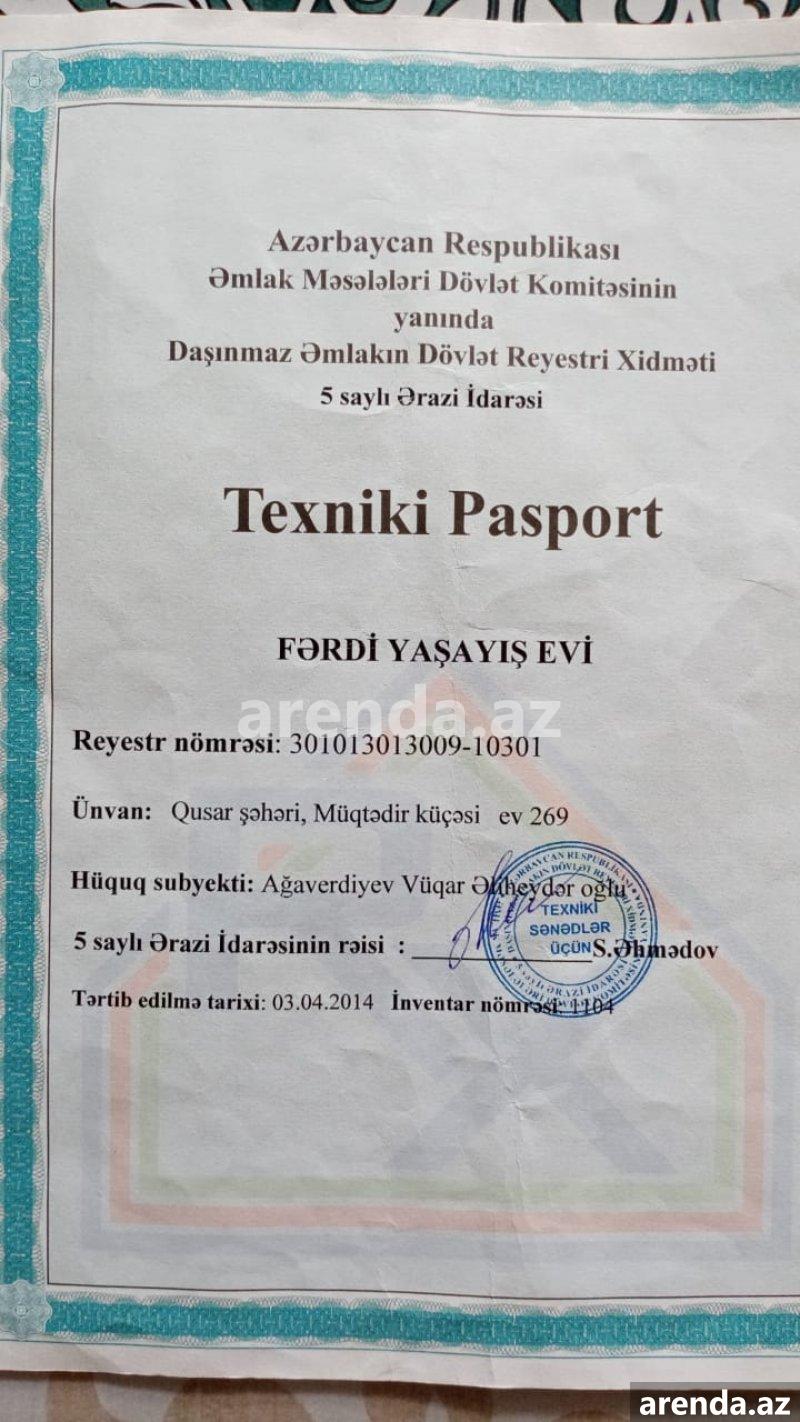 Azərbaycan Respublikası
Əmlak Məsələləri Dövlət Komitəsinin
yanında
Daşınmaz Əmlakın Dövlət Reyestri Xidməti
5 saylı Ərazi İdarəsi
Texniki Pasport
FƏRDİ YAŞAYIŞ EVİ
arenda.az
Reyestr nömrəsi: 301013013009-10301
Ünvan: Qusar şəhəri, Müqtədir küçəsi ev 269
Hüquq subyekti: Ağaverdiyev Vüqar Əliheydər oğlu
TEXNİKİ
SƏNƏDLƏR
ÜÇÜN
5 saylı Ərazi İdarəsinin rəisi : S.Əhmədov
Tərtib edilmə tarixi: 03.04.2014 İnventar nömrəsi: 1104
arenda.az